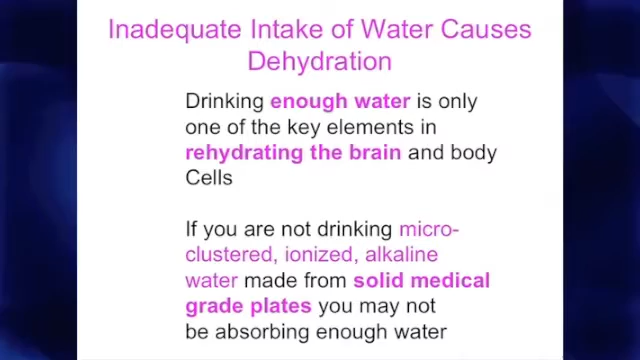 Inadequate Intake of Water Causes
Dehydration
Drinking enough water is only
one of the key elements in
rehydrating the brain and body
Cells
If you are not drinking micro-
clustered, ionized, alkaline
water made from solid medical
grade plates you may not
be absorbing enough water